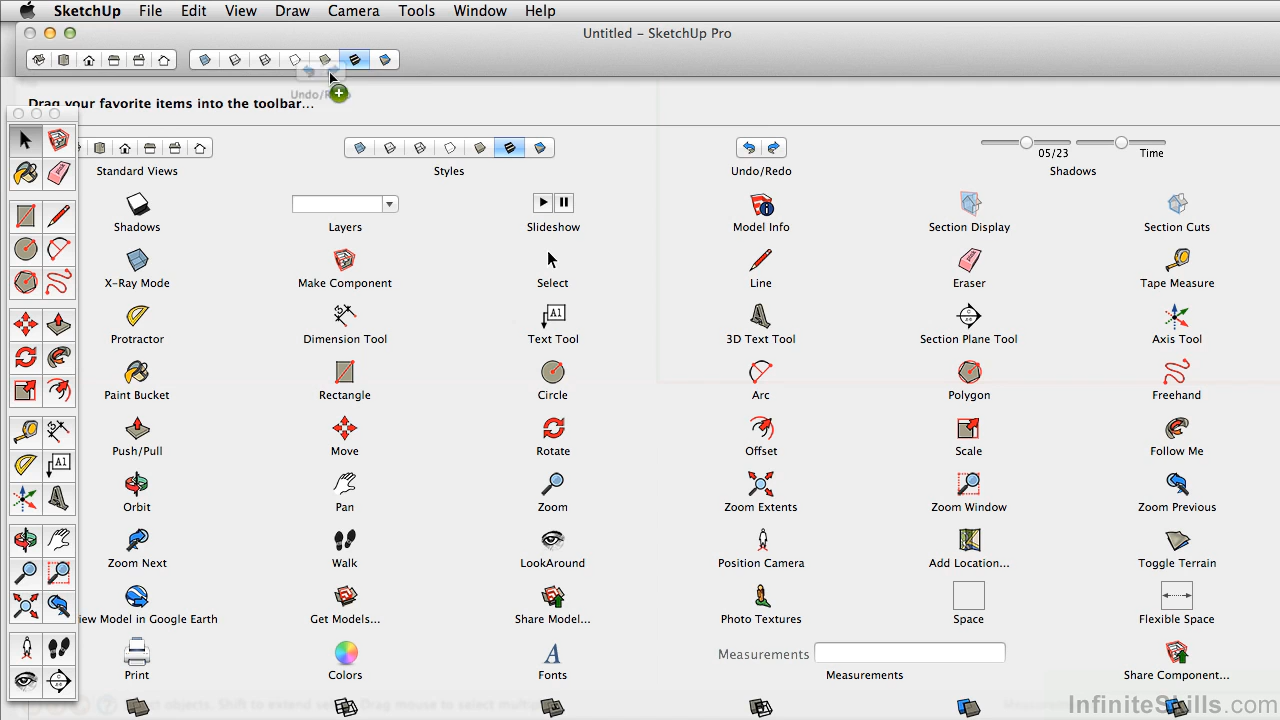 SketchUp File Edit View Draw Camera Tools Window Help
Untitled – SketchUp Pro
Undo/R
Drag your favorite items into the toolbar...
05/23 Time
Standard Views Styles Undo/Redo Shadows
Shadows Layers Slideshow Model Info Section Display Section Cuts
X-Ray Mode Make Component Select Line Eraser Tape Measure
A1
Protractor Dimension Tool Text Tool 3D Text Tool Section Plane Tool Axis Tool
Paint Bucket Rectangle Circle Arc Polygon Freehand
Push/Pull Move Rotate Offset Scale Follow Me
A1
Orbit Pan Zoom Zoom Extents Zoom Window Zoom Previous
Zoom Next Walk LookAround Position Camera Add Location... Toggle Terrain
iew Model in Google Earth Get Models... Share Model... Photo Textures Space Flexible Space
Measurements
Print Colors Fonts Measurements Share Component...
InfiniteSkills.com